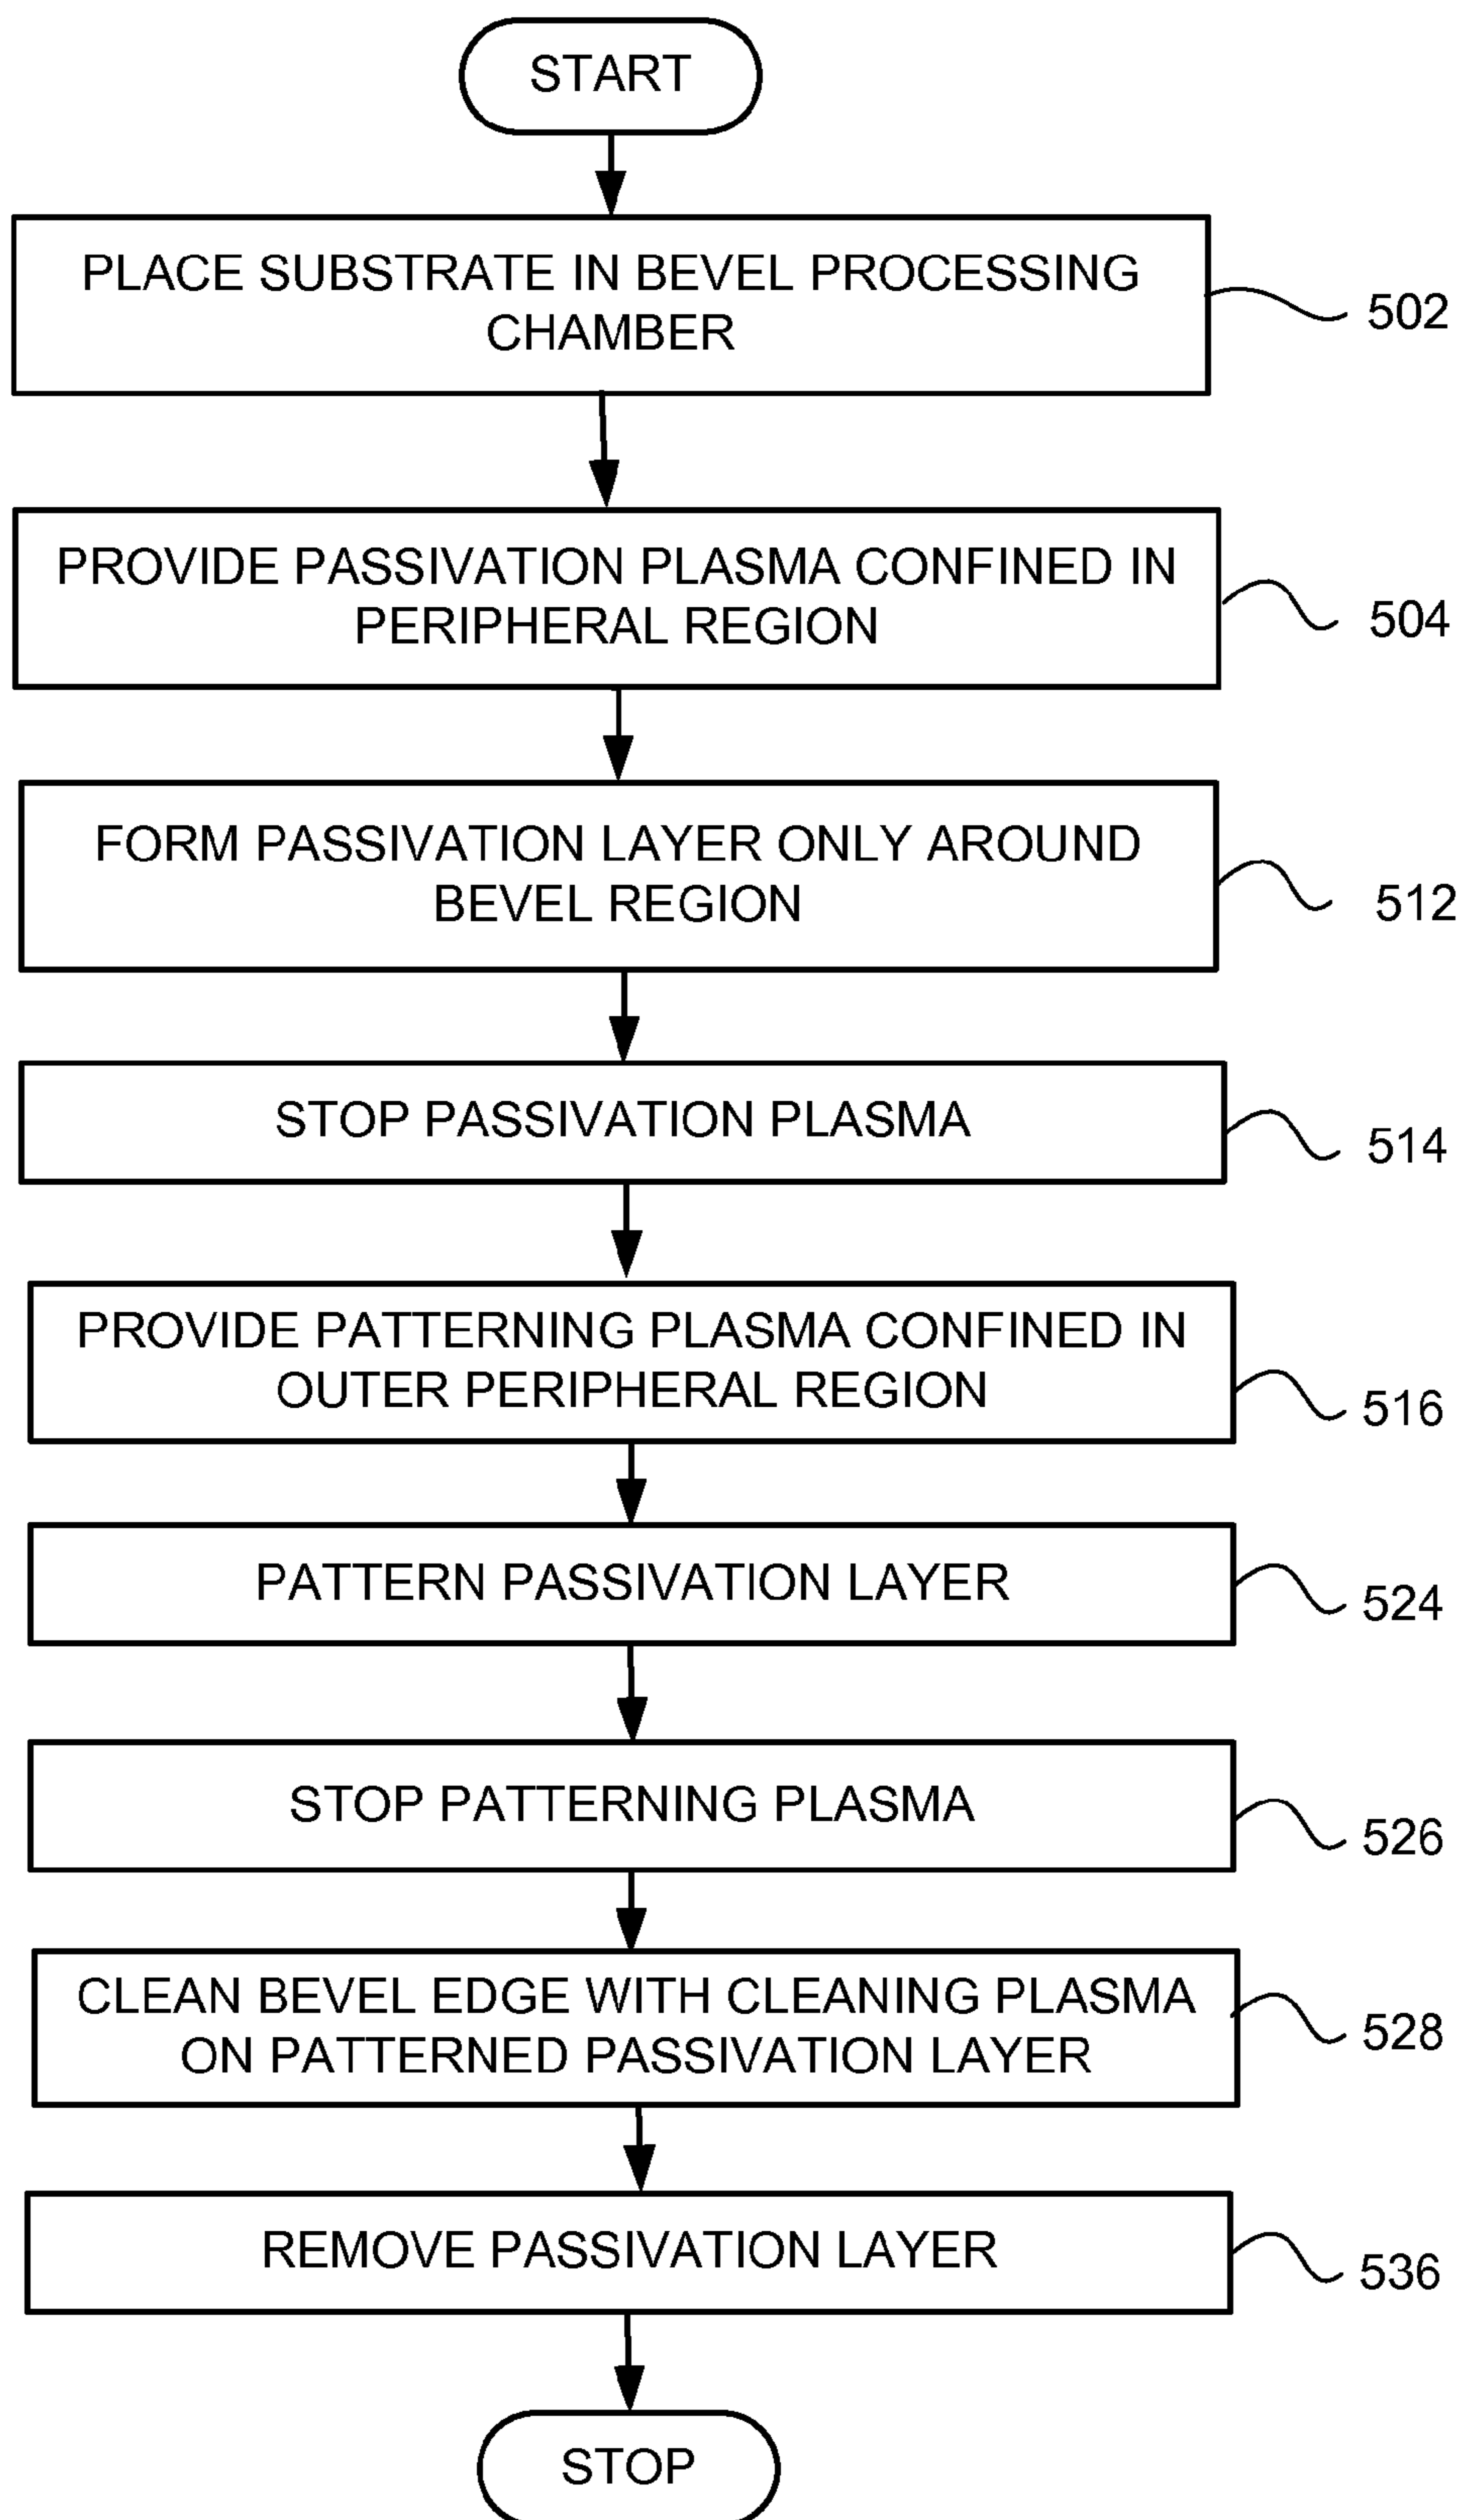 START
PLACE SUBSTRATE IN BEVEL PROCESSING
CHAMBER
502
PROVIDE PASSIVATION PLASMA CONFINED IN
PERIPHERAL REGION
504
FORM PASSIVATION LAYER ONLY AROUND
BEVEL REGION
512
STOP PASSIVATION PLASMA
514
PROVIDE PATTERNING PLASMA CONFINED IN
OUTER PERIPHERAL REGION
516
PATTERN PASSIVATION LAYER
524
STOP PATTERNING PLASMA
526
CLEAN BEVEL EDGE WITH CLEANING PLASMA
ON PATTERNED PASSIVATION LAYER
528
REMOVE PASSIVATION LAYER
536
STOP